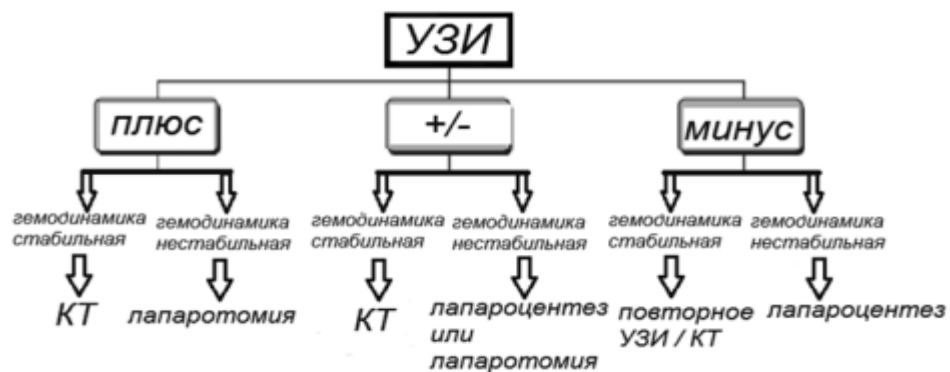 УЗИ
плюс
+/-
минус
гемодинамика
стабильная
гемодинамика
нестабильная
гемодинамика
стабильная
гемодинамика
нестабильная
гемодинамика
стабильная
гемодинамика
нестабильная
КТ
лапаротомия
КТ
лапароцентез
или
лапаротомия
повторное
УЗИ / КТ
лапароцентез